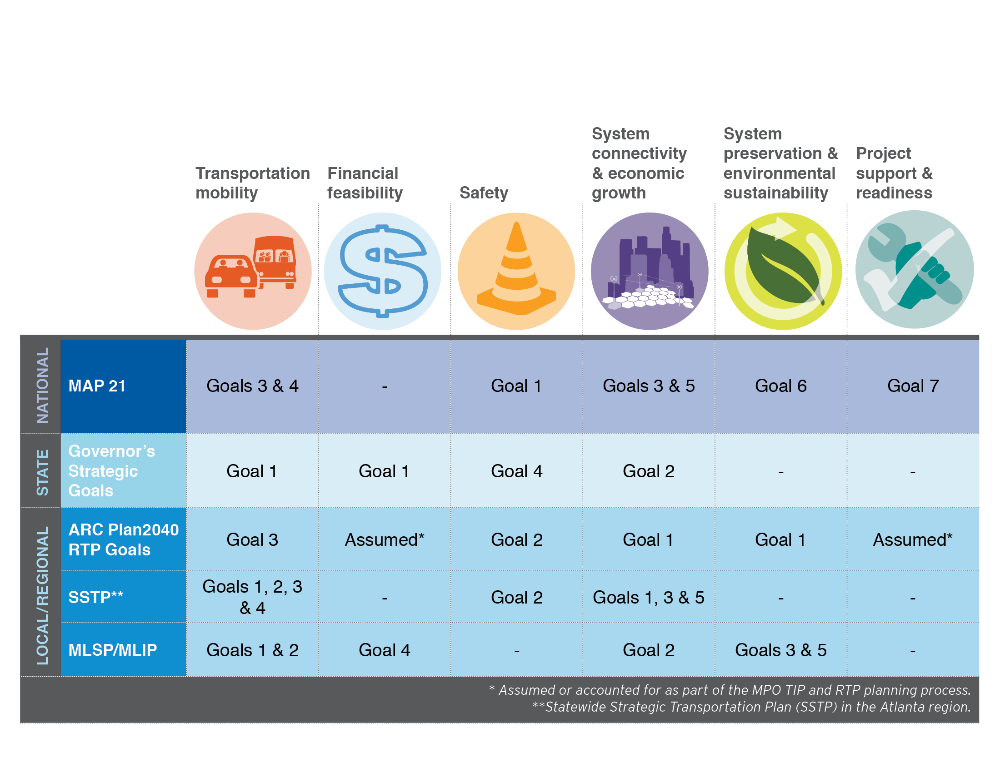 Transportation
mobility
Financial
feasibility
Safety
System
connectivity
& economic
growth
System
preservation &
environmental
sustainability
Project
support &
readiness
NATIONAL
MAP 21
Goals 3 & 4
-
Goal 1
Goals 3 & 5
Goal 6
Goal 7
STATE
Governor’s
Strategic
Goals
Goal 1
Goal 1
Goal 4
Goal 2
-
-
LOCAL/REGIONAL
ARC Plan2040
RTP Goals
Goal 3
Assumed*
Goal 2
Goal 1
Goal 1
Assumed*
SSTP**
Goals 1, 2, 3
& 4
-
Goal 2
Goals 1, 3 & 5
-
-
MLSP/MLIP
Goals 1 & 2
Goal 4
-
Goal 2
Goals 3 & 5
-
* Assumed or accounted for as part of the MPO TIP and RTP planning process.
**Statewide Strategic Transportation Plan (SSTP) in the Atlanta region.